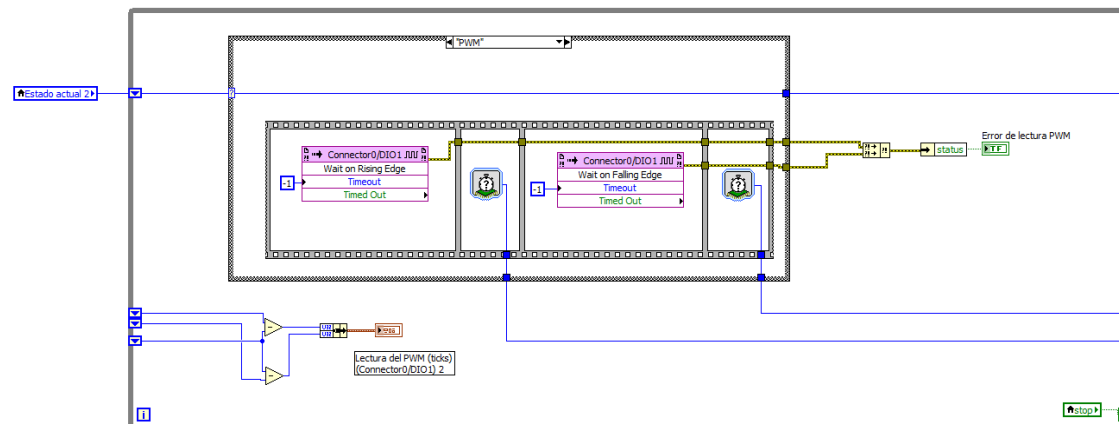 "PWM"
Estado actual 2
?
Connector0/DIO1
Wait on Rising Edge
-1
Timeout
Timed Out
Connector0/DIO1
Wait on Falling Edge
-1
Timeout
Timed Out
Error de lectura PWM
status
TF
U32
U32
Lectura del PWM (ticks)
(Connector0/DIO1) 2
i
stop